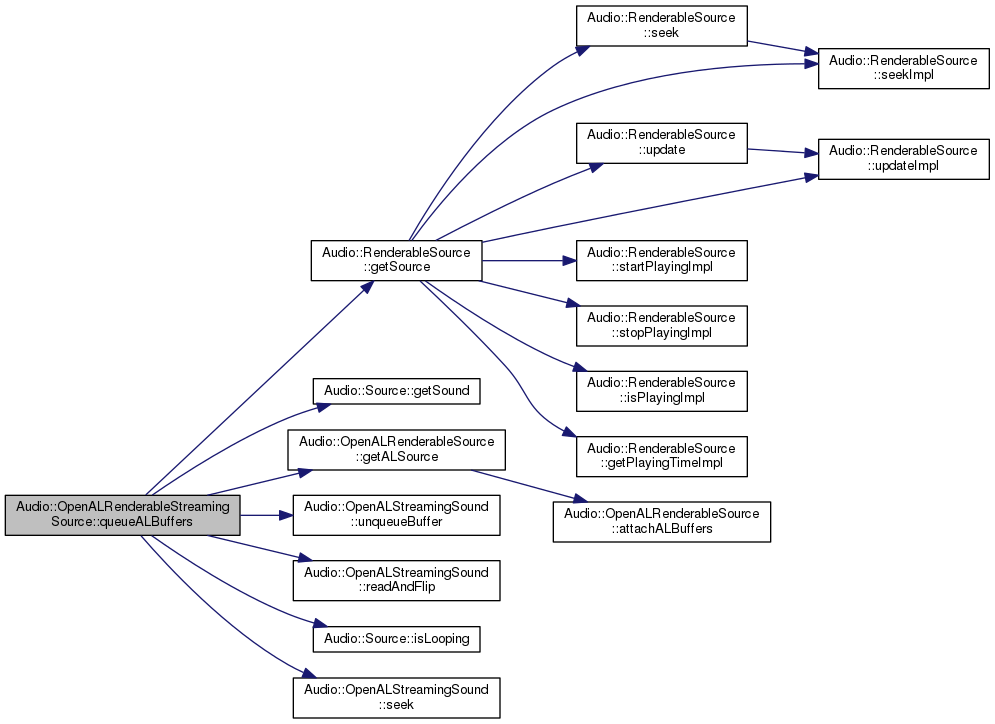 Audio::RenderableSource
::seek
Audio::RenderableSource
::seekImpl
Audio::RenderableSource
::update
Audio::RenderableSource
::updateImpl
Audio::RenderableSource
::getSource
Audio::RenderableSource
::startPlayingImpl
Audio::RenderableSource
::stopPlayingImpl
Audio::RenderableSource
::isPlayingImpl
Audio::Source::getSound
Audio::OpenALRenderableSource
::getALSource
Audio::RenderableSource
::getPlayingTimeImpl
Audio::OpenALRenderableStreaming
Source::queueALBuffers
Audio::OpenALStreamingSound
::unqueueBuffer
Audio::OpenALRenderableSource
::attachALBuffers
Audio::OpenALStreamingSound
::readAndFlip
Audio::Source::isLooping
Audio::OpenALStreamingSound
::seek